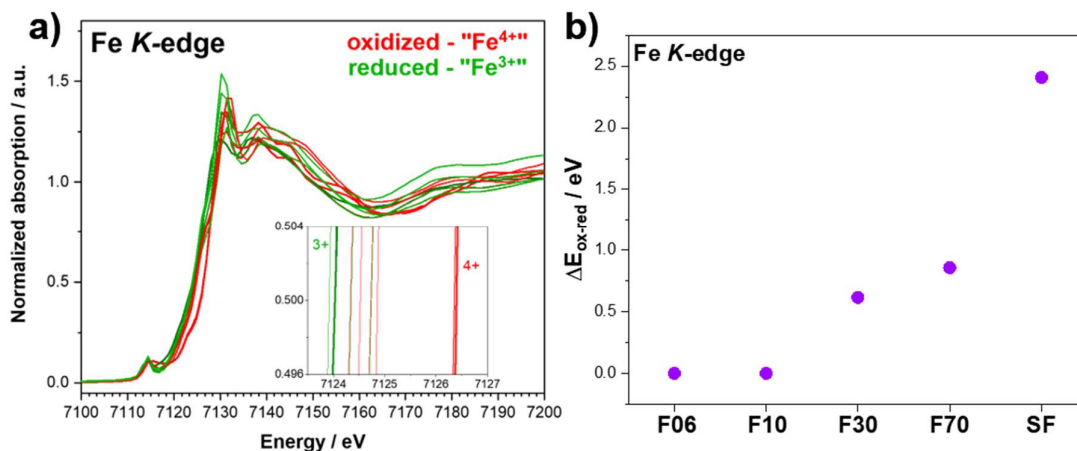 a)
Fe K-edge
oxidized - "Fe⁴⁺"
reduced - "Fe³⁺"
Normalized absorption / a.u.
1.5
1.0
0.5
0.0
0.504
0.500
0.496
3+
4+
7124 7125 7126 7127
7100 7110 7120 7130 7140 7150 7160 7170 7180 7190 7200
Energy / eV
b)
Fe K-edge
ΔEox-red / eV
2.5
2.0
1.5
1.0
0.5
0.0
F06 F10 F30 F70 SF